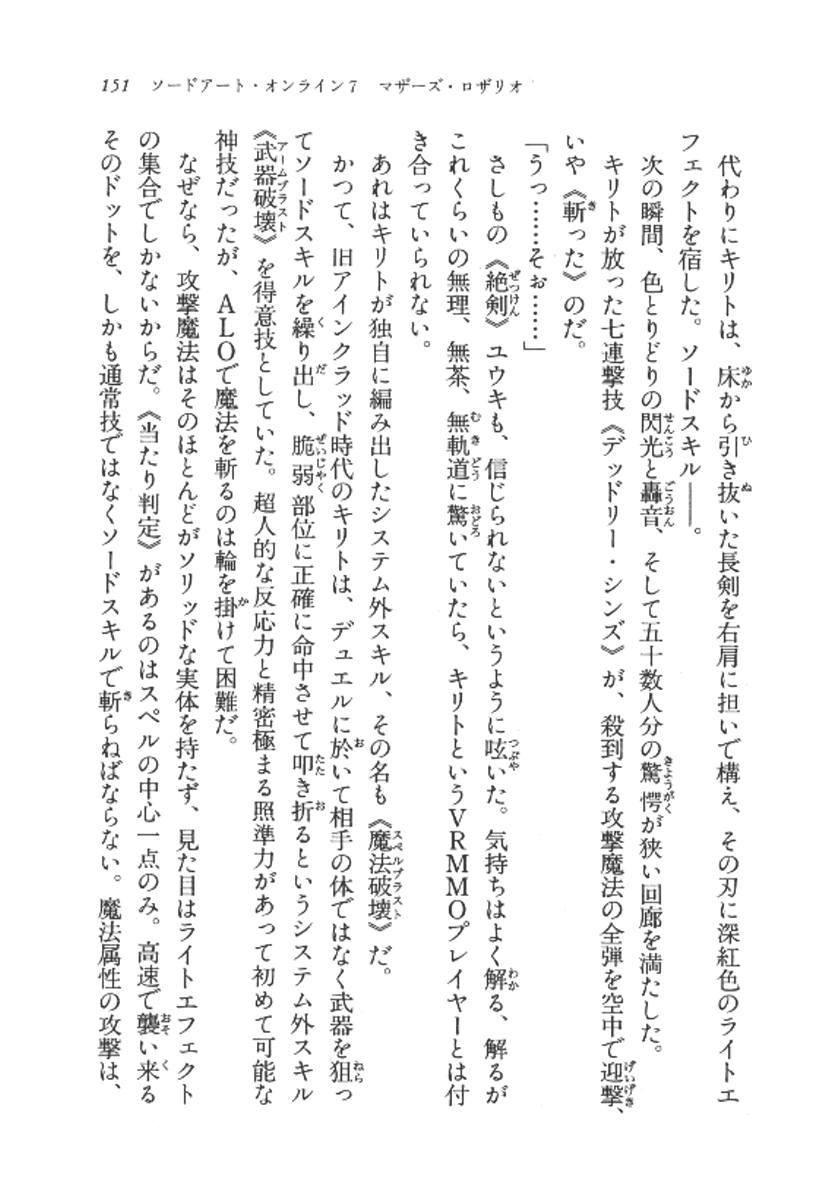 151　ソードアート・オンライン7　マザーズ・ロザリオ
　代わりにキリトは、床から引き抜いた長剣を右肩に担いで構え、その刃に深紅色のライトエ
フェクトを宿した。ソードスキル――。
　次の瞬間、色とりどりの閃光と轟音、そして五十数人分の驚愕が狭い回廊を満たした。
　キリトが放った七連撃技《デッドリー・シンズ》が、殺到する攻撃魔法の全弾を空中で迎撃、
いや《斬った》のだ。
「うっ……そぉ……」
　さしもの《絶剣》ユウキも、信じられないというように呟いた。気持ちはよく解る、解るが
これくらいの無理、無茶、無軌道に驚いていたら、キリトというＶＲＭＭＯプレイヤーとは付
き合っていられない。
　あれはキリトが独自に編み出したシステム外スキル、その名も《魔法破壊》だ。
　かつて、旧アインクラッド時代のキリトは、デュエルに於いて相手の体ではなく武器を狙っ
てソードスキルを繰り出し、脆弱部位に正確に命中させて叩き折るというシステム外スキル
《武器破壊》を得意技としていた。超人的な反応力と精密極まる照準力があって初めて可能な
神技だったが、ＡＬＯで魔法を斬るのは輪を掛けて困難だ。
　なぜなら、攻撃魔法はそのほとんどがソリッドな実体を持たず、見た目はライトエフェクト
の集合でしかないからだ。《当たり判定》があるのはスペルの中心一点のみ。高速で襲い来る
そのドットを、しかも通常技ではなくソードスキルで斬らねばならない。魔法属性の攻撃は、